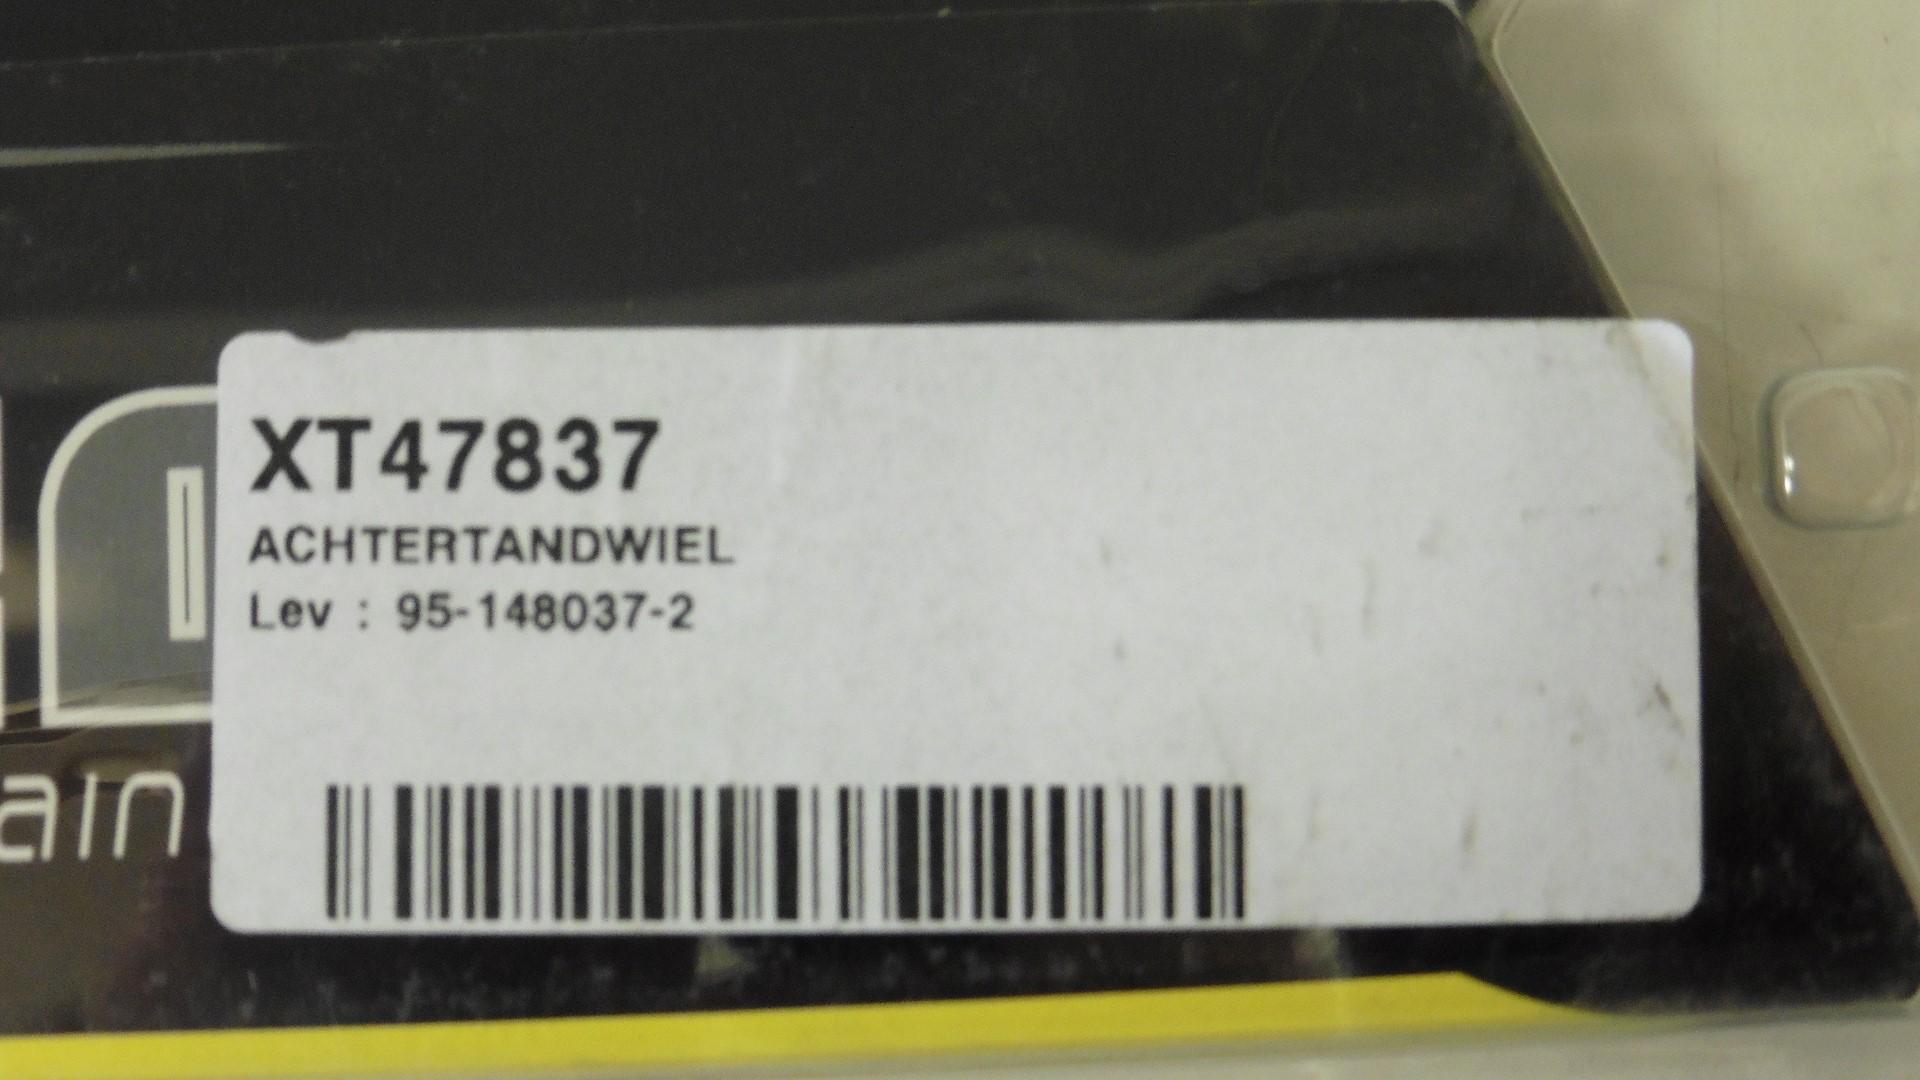 XT47837
ACHTERTANDWIEL
Lev : 95-148037-2
ain